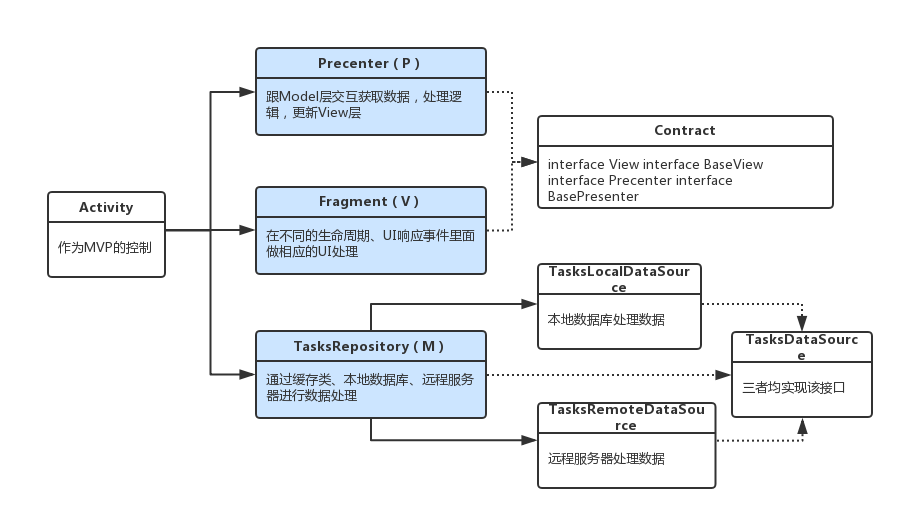 Precenter ( P )
跟Model层交互获取数据，处理逻
辑，更新View层
Contract
interface View interface BaseView
interface Precenter interface
BasePresenter
Activity
作为MVP的控制
Fragment ( V )
在不同的生命周期、UI响应事件里面
做相应的UI处理
TasksLocalDataSour
ce
本地数据库处理数据
TasksRepository ( M )
通过缓存类、本地数据库、远程服务
器进行数据处理
TasksDataSourc
e
三者均实现该接口
TasksRemoteDataSou
rce
远程服务器处理数据